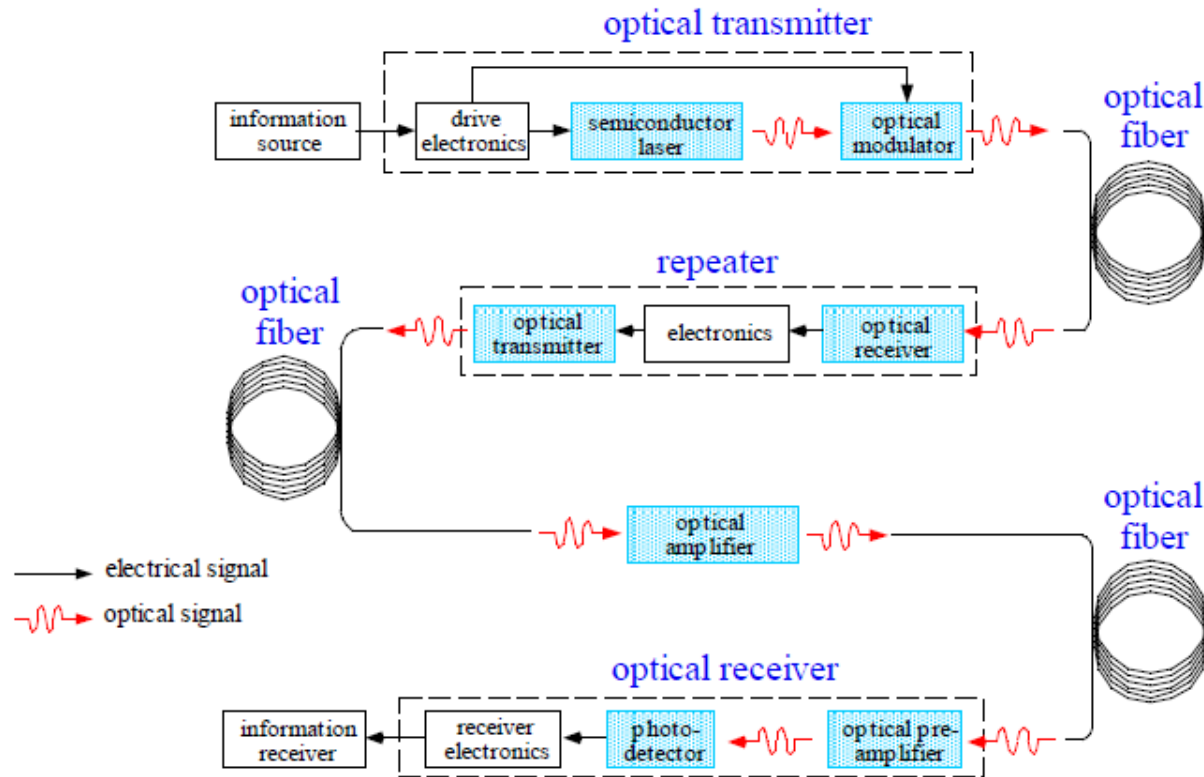 optical transmitter
information
source
drive
electronics
semiconductor
laser
optical
modulator
optical
fiber
repeater
optical
fiber
optical
transmitter
electronics
optical
receiver
optical
amplifier
optical
fiber
electrical signal
optical signal
optical receiver
information
receiver
receiver
electronics
photo-
detector
optical pre-
amplifier